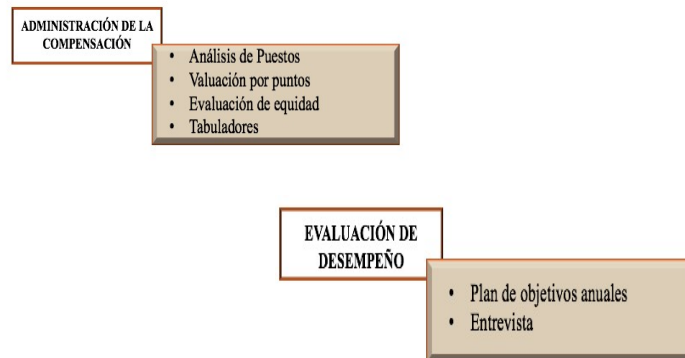 ADMINISTRACIÓN DE LA
COMPENSACIÓN
• Análisis de Puestos
• Valuación por puntos
• Evaluación de equidad
• Tabuladores
EVALUACIÓN DE
DESEMPEÑO
• Plan de objetivos anuales
• Entrevista